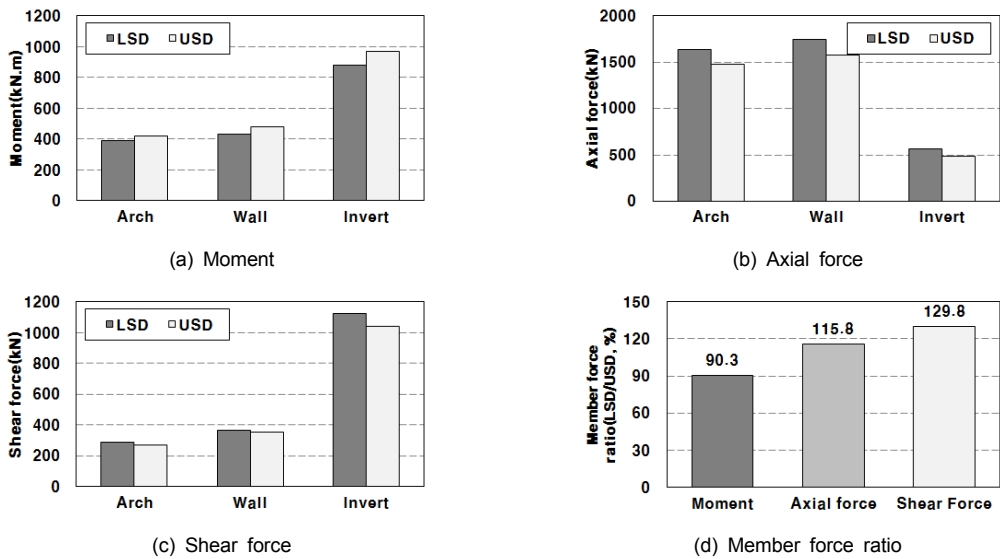 1200
1000
800
600
400
200
0
Moment(kN.m)
LSD USD
Arch Wall Invert
(a) Moment
2000
1500
1000
500
0
Axial force(kN)
LSD USD
Arch Wall Invert
(b) Axial force
1200
1000
800
600
400
200
0
Shear force(kN)
LSD USD
Arch Wall Invert
(c) Shear force
150
120
90
60
30
0
Member force
ratio(LSD/USD, %)
90.3
115.8
129.8
Moment Axial force Shear Force
(d) Member force ratio